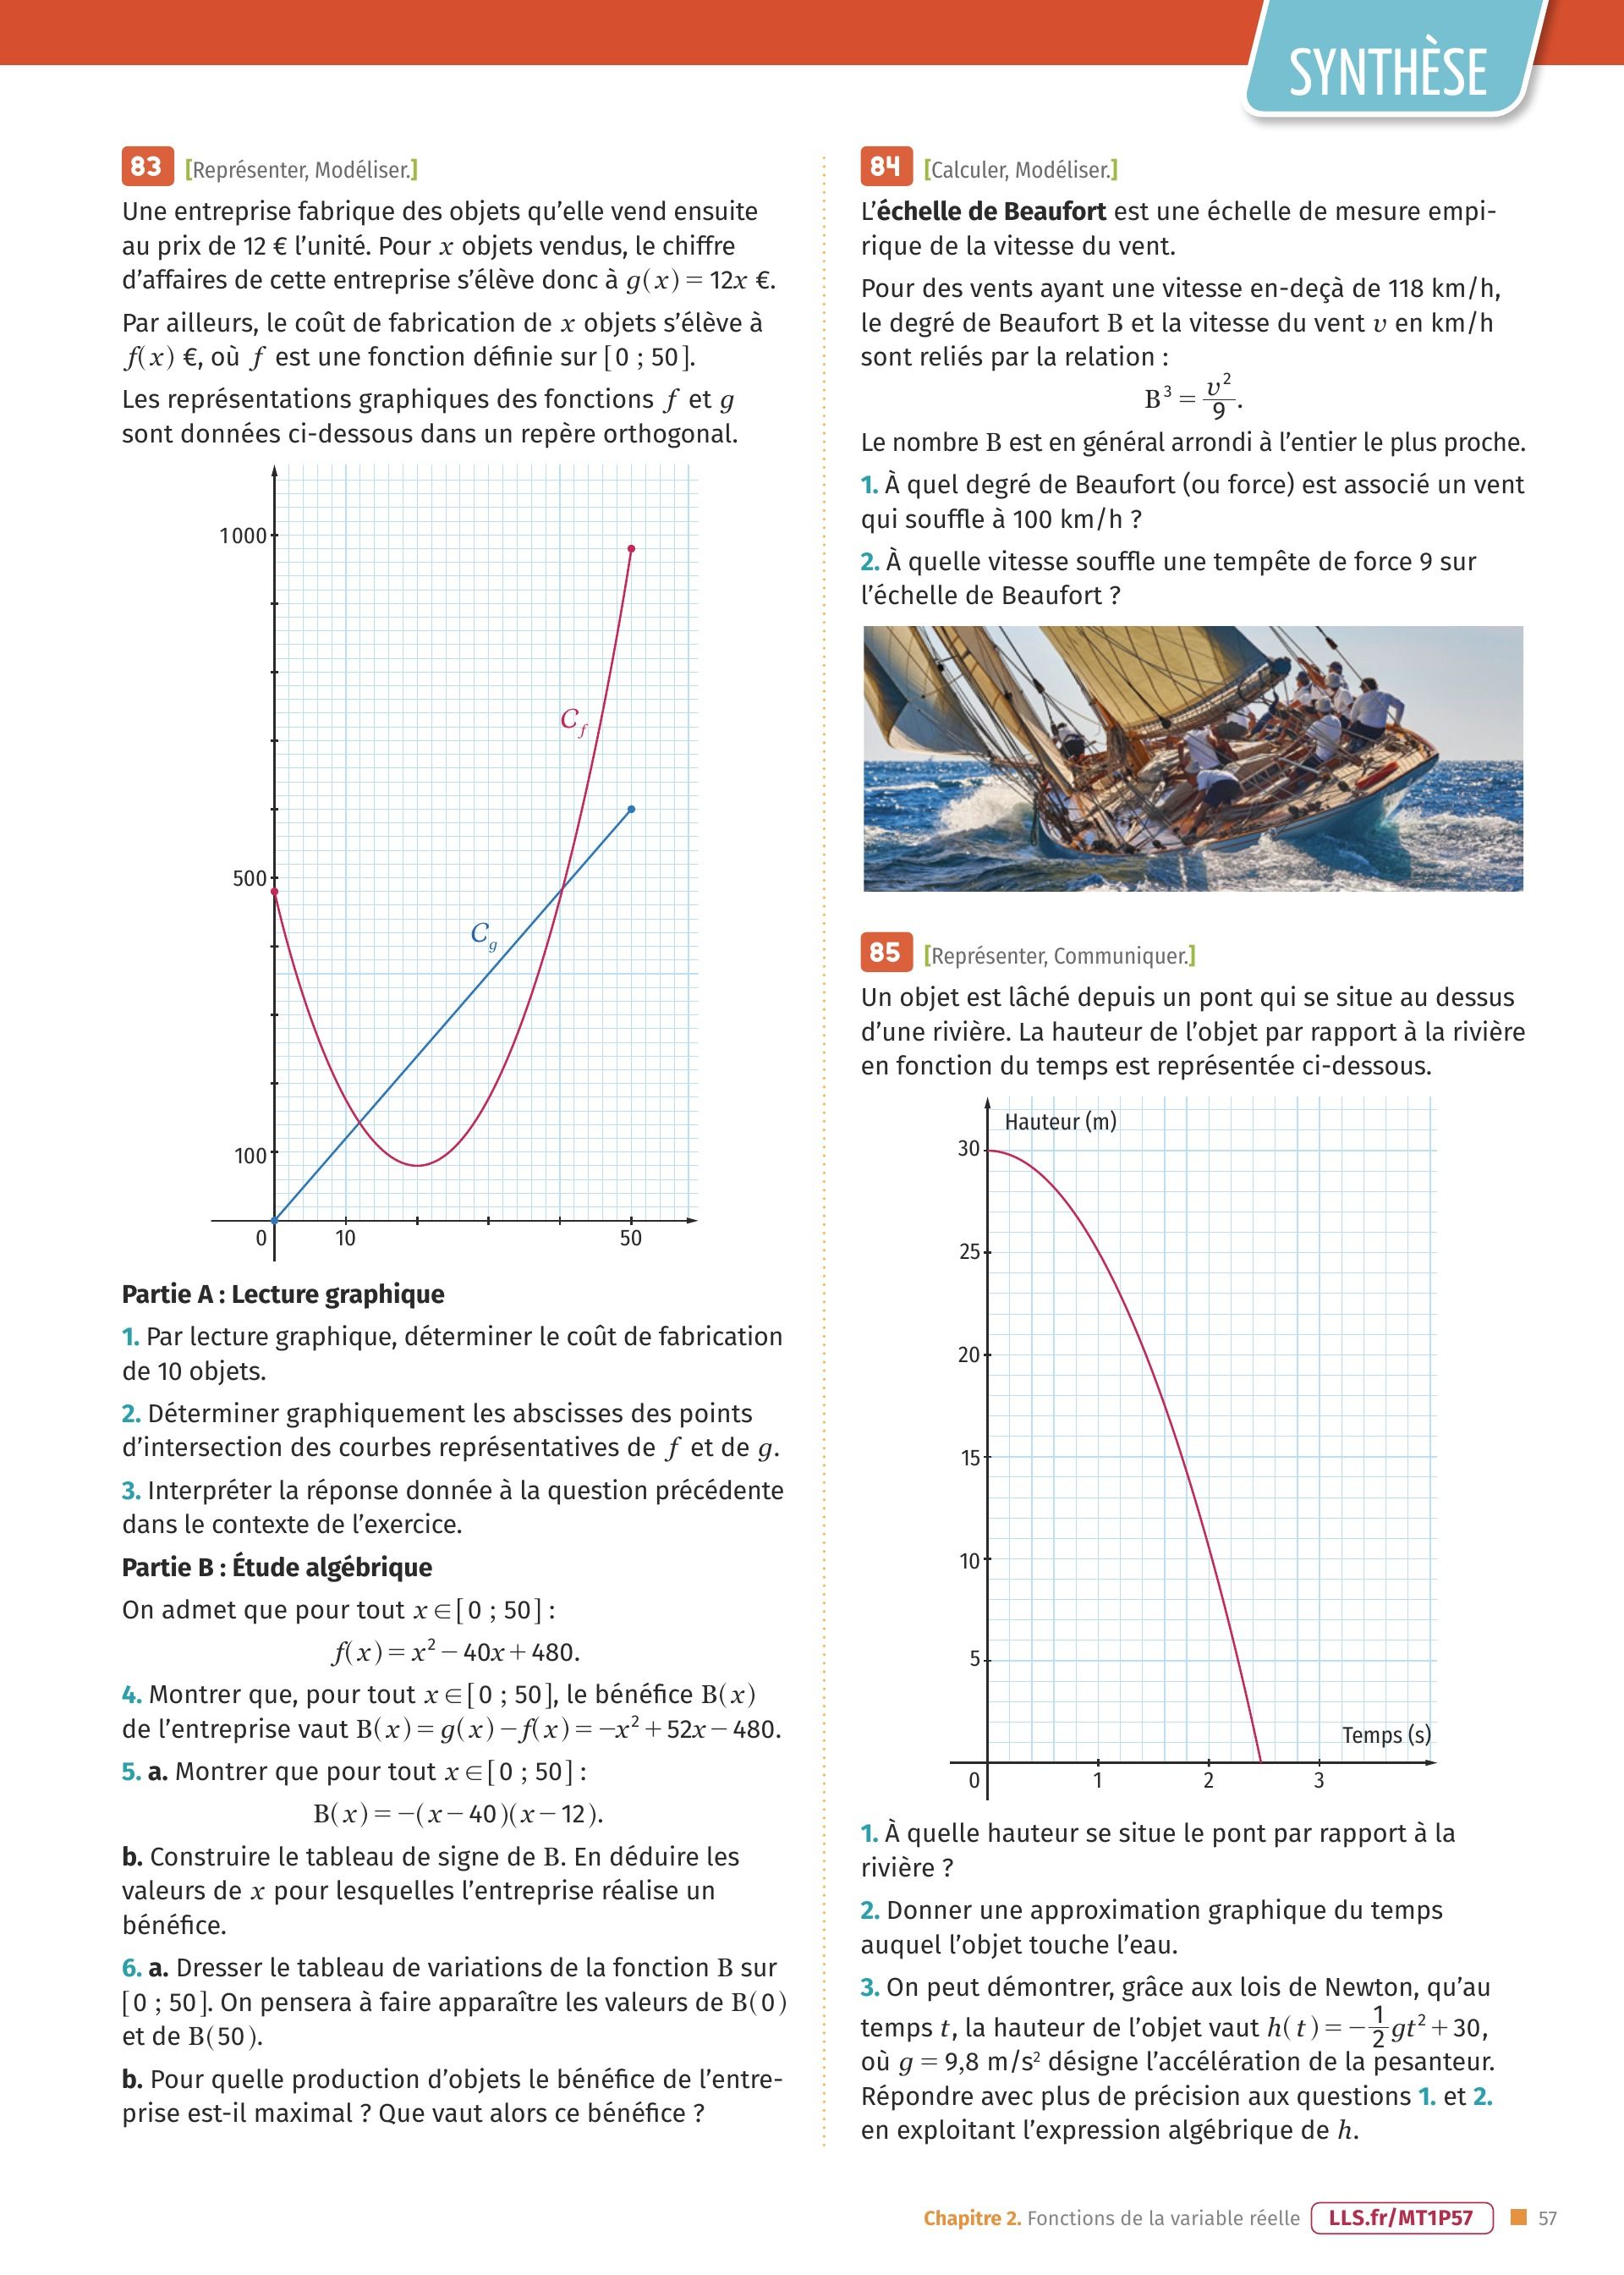 SYNTHÈSE
83 [Représenter, Modéliser.]
Une entreprise fabrique des objets qu’elle vend ensuite
au prix de 12 € l’unité. Pour x objets vendus, le chiffre
d’affaires de cette entreprise s’élève donc à g(x) = 12x €.
Par ailleurs, le coût de fabrication de x objets s’élève à
f(x) €, où f est une fonction définie sur [0 ; 50].
Les représentations graphiques des fonctions f et g
sont données ci-dessous dans un repère orthogonal.
1000
C_f
500
C_g
100
0 10 50
Partie A : Lecture graphique
1. Par lecture graphique, déterminer le coût de fabrication
de 10 objets.
2. Déterminer graphiquement les abscisses des points
d’intersection des courbes représentatives de f et de g.
3. Interpréter la réponse donnée à la question précédente
dans le contexte de l’exercice.
Partie B : Étude algébrique
On admet que pour tout x ∈ [0 ; 50] :
f(x) = x² − 40x + 480.
4. Montrer que, pour tout x ∈ [0 ; 50], le bénéfice B(x)
de l’entreprise vaut B(x) = g(x) − f(x) = −x² + 52x − 480.
5. a. Montrer que pour tout x ∈ [0 ; 50] :
B(x) = −(x − 40)(x − 12).
b. Construire le tableau de signe de B. En déduire les
valeurs de x pour lesquelles l’entreprise réalise un
bénéfice.
6. a. Dresser le tableau de variations de la fonction B sur
[0 ; 50]. On pensera à faire apparaître les valeurs de B(0)
et de B(50).
b. Pour quelle production d’objets le bénéfice de l’entre-
prise est-il maximal ? Que vaut alors ce bénéfice ?
84 [Calculer, Modéliser.]
L’échelle de Beaufort est une échelle de mesure empi-
rique de la vitesse du vent.
Pour des vents ayant une vitesse en-deçà de 118 km/h,
le degré de Beaufort B et la vitesse du vent v en km/h
sont reliés par la relation :
B³ = v²/9.
Le nombre B est en général arrondi à l’entier le plus proche.
1. À quel degré de Beaufort (ou force) est associé un vent
qui souffle à 100 km/h ?
2. À quelle vitesse souffle une tempête de force 9 sur
l’échelle de Beaufort ?
85 [Représenter, Communiquer.]
Un objet est lâché depuis un pont qui se situe au dessus
d’une rivière. La hauteur de l’objet par rapport à la rivière
en fonction du temps est représentée ci-dessous.
Hauteur (m)
30
25
20
15
10
5
Temps (s)
0 1 2 3
1. À quelle hauteur se situe le pont par rapport à la
rivière ?
2. Donner une approximation graphique du temps
auquel l’objet touche l’eau.
3. On peut démontrer, grâce aux lois de Newton, qu’au
temps t, la hauteur de l’objet vaut h(t) = −1/2 gt² + 30,
où g = 9,8 m/s² désigne l’accélération de la pesanteur.
Répondre avec plus de précision aux questions 1. et 2.
en exploitant l’expression algébrique de h.
Chapitre 2. Fonctions de la variable réelle LLS.fr/MT1P57 57